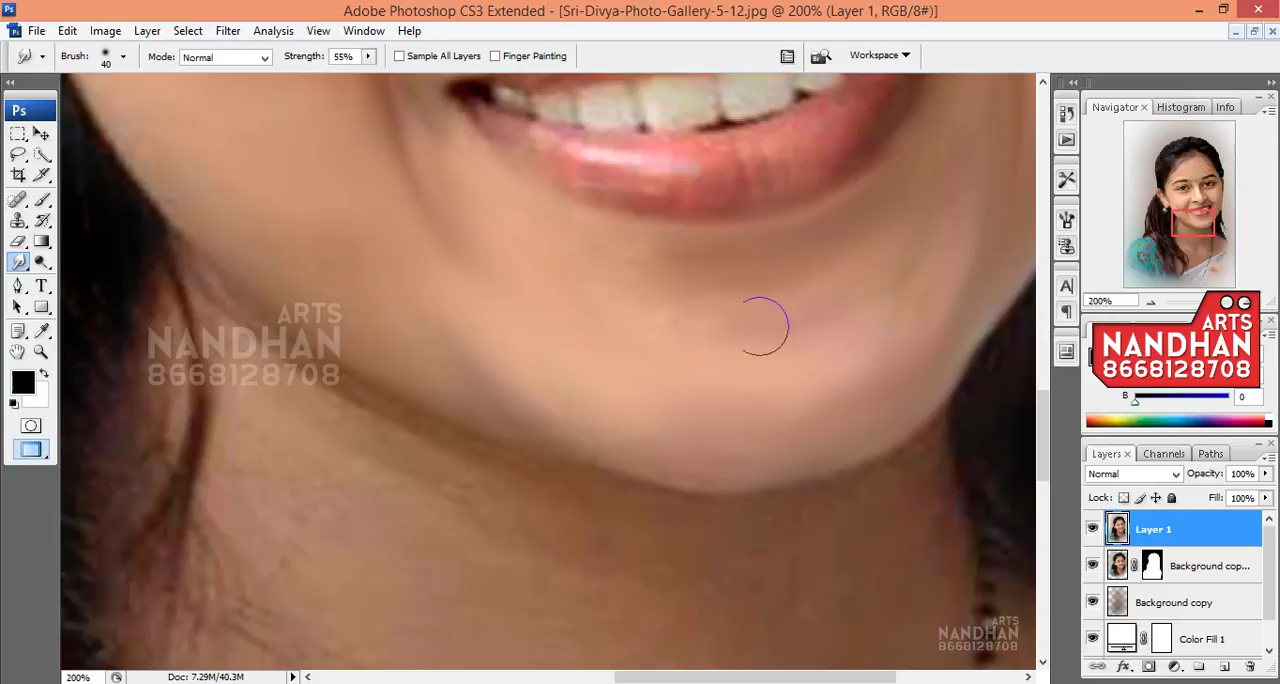 Adobe Photoshop CS3 Extended - [Sri-Divya-Photo-Gallery-5-12.jpg @ 200% (Layer 1, RGB/8#)]
Ps File Edit Image Layer Select Filter Analysis View Window Help
Brush: 40 Mode: Normal Strength: 55% Sample All Layers Finger Painting Workspace
Ps
Navigator Histogram Info
200%
ARTS
NANDHAN
8668128708
ARTS
NANDHAN
8668128708
B 0
Layers Channels Paths
Normal Opacity: 100%
Lock: Fill: 100%
Layer 1
Background cop...
Background copy
Color Fill 1
ARTS
NANDHAN
8668128708
200% Doc: 7.29M/40.3M